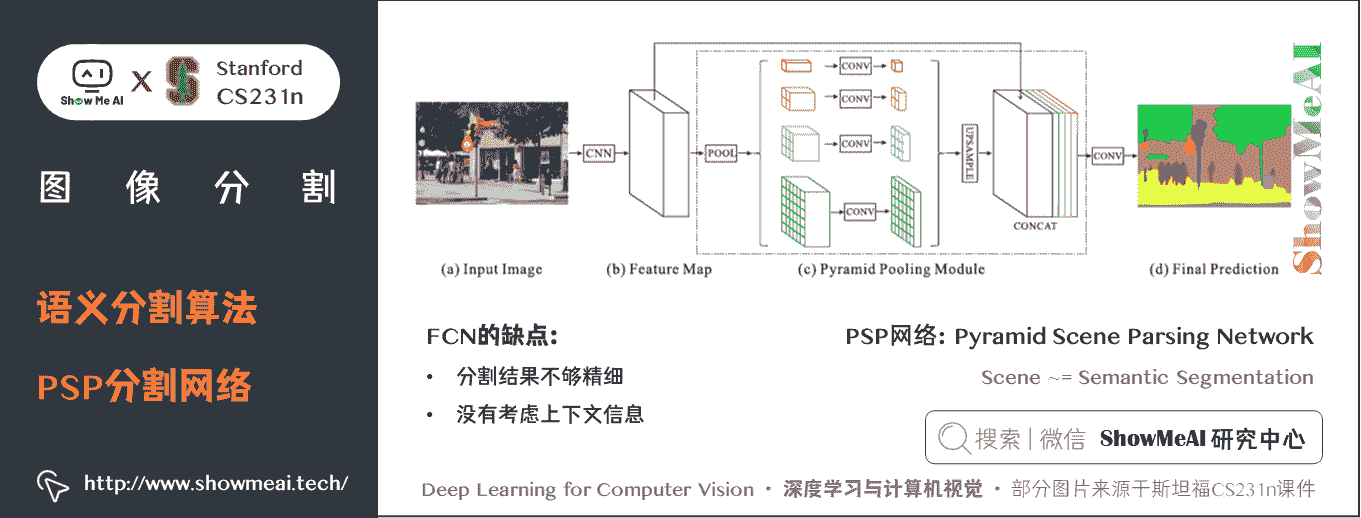 Show Me AI
X
Stanford
CS231n
图像分割
语义分割算法
PSP分割网络
http://www.showmeai.tech/
CNN
POOL
CONV
CONV
CONV
CONV
UPSAMPLE
CONCAT
CONV
ShowMeAI
(a) Input Image
(b) Feature Map
(c) Pyramid Pooling Module
(d) Final Prediction
FCN的缺点:
• 分割结果不够精细
• 没有考虑上下文信息
PSP网络: Pyramid Scene Parsing Network
Scene ~= Semantic Segmentation
搜索 | 微信 ShowMeAI 研究中心
Deep Learning for Computer Vision · 深度学习与计算机视觉 · 部分图片来源于斯坦福CS231n课件